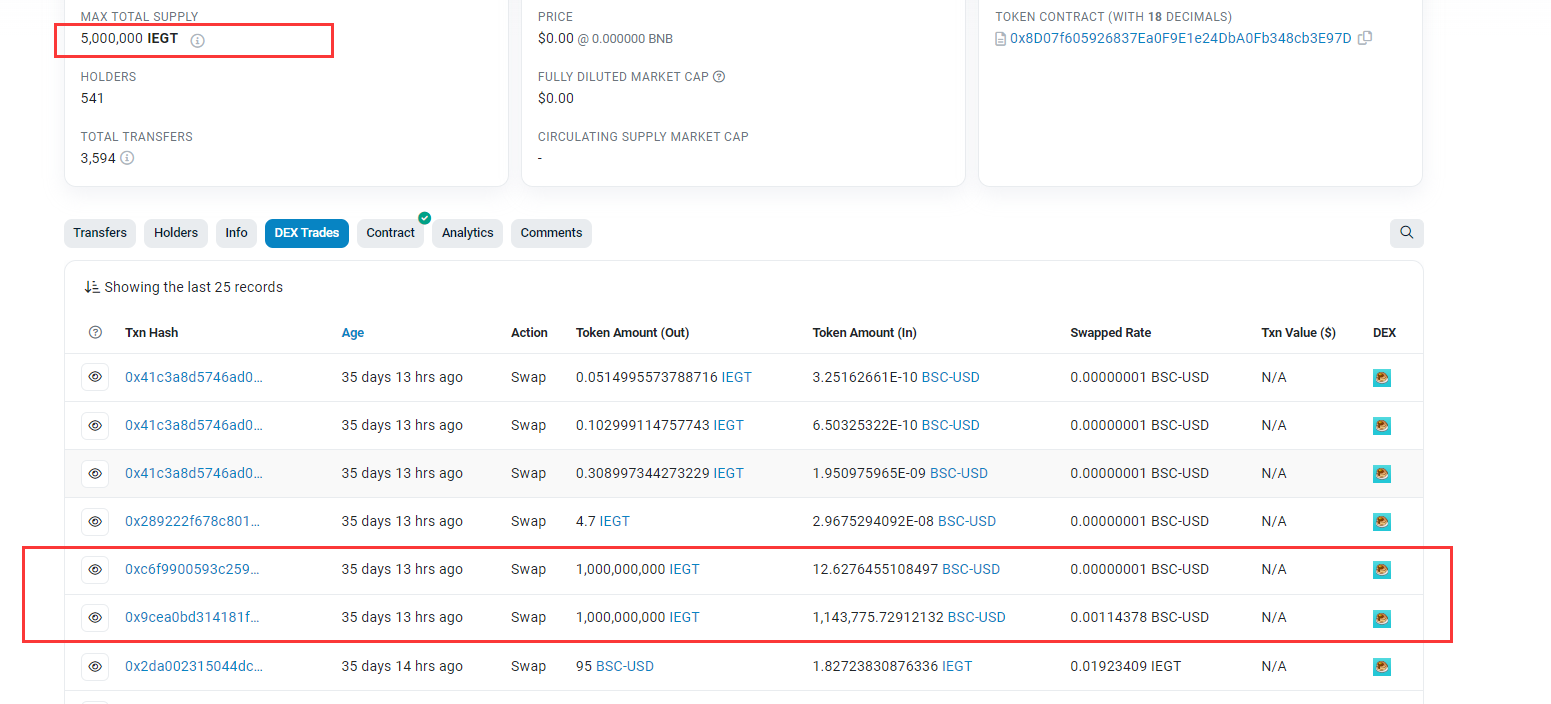 MAX TOTAL SUPPLY
5,000,000 IEGT
HOLDERS
541
TOTAL TRANSFERS
3,594
PRICE
$0.00 @ 0.000000 BNB
FULLY DILUTED MARKET CAP
$0.00
CIRCULATING SUPPLY MARKET CAP
-
TOKEN CONTRACT (WITH 18 DECIMALS)
0x8D07f605926837Ea0F9E1e24DbA0Fb348cb3E97D
Transfers Holders Info DEX Trades Contract Analytics Comments
Showing the last 25 records
Txn Hash Age Action Token Amount (Out) Token Amount (In) Swapped Rate Txn Value ($) DEX
0x41c3a8d5746ad0... 35 days 13 hrs ago Swap 0.0514995573788716 IEGT 3.25162661E-10 BSC-USD 0.00000001 BSC-USD N/A
0x41c3a8d5746ad0... 35 days 13 hrs ago Swap 0.102999114757743 IEGT 6.50325322E-10 BSC-USD 0.00000001 BSC-USD N/A
0x41c3a8d5746ad0... 35 days 13 hrs ago Swap 0.308997344273229 IEGT 1.950975965E-09 BSC-USD 0.00000001 BSC-USD N/A
0x289222f678c801... 35 days 13 hrs ago Swap 4.7 IEGT 2.9675294092E-08 BSC-USD 0.00000001 BSC-USD N/A
0xc6f9900593c259... 35 days 13 hrs ago Swap 1,000,000,000 IEGT 12.6276455108497 BSC-USD 0.00000001 BSC-USD N/A
0x9cea0bd314181f... 35 days 13 hrs ago Swap 1,000,000,000 IEGT 1,143,775.72912132 BSC-USD 0.00114378 BSC-USD N/A
0x2da002315044dc... 35 days 14 hrs ago Swap 95 BSC-USD 1.82723830876336 IEGT 0.01923409 IEGT N/A